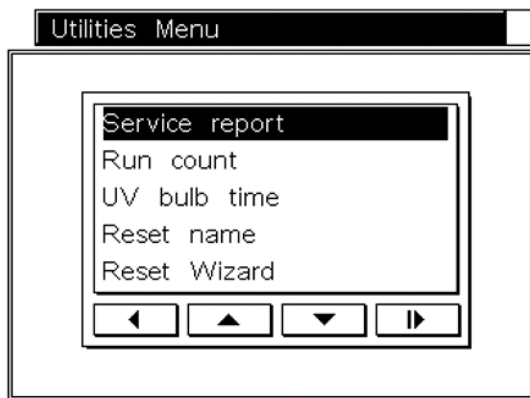 Utilities Menu
Service report
Run count
UV bulb time
Reset name
Reset Wizard